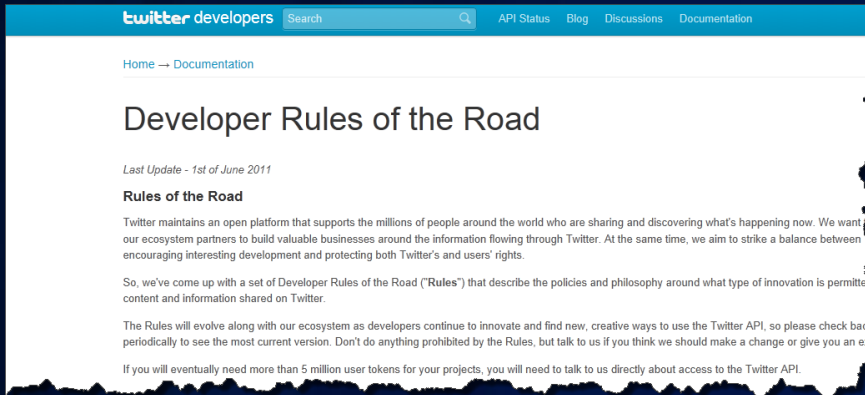 twitter developers Search API Status Blog Discussions Documentation
Home → Documentation
Developer Rules of the Road
Last Update - 1st of June 2011
Rules of the Road
Twitter maintains an open platform that supports the millions of people around the world who are sharing and discovering what's happening now. We want
our ecosystem partners to build valuable businesses around the information flowing through Twitter. At the same time, we aim to strike a balance between
encouraging interesting development and protecting both Twitter's and users' rights.
So, we've come up with a set of Developer Rules of the Road ("Rules") that describe the policies and philosophy around what type of innovation is
content and information shared on Twitter.
The Rules will evolve along with our ecosystem as developers continue to innovate and find new, creative ways to use the Twitter API, so please check
periodically to see the most current version. Don't do anything prohibited by the Rules, but talk to us if you think we should make a change or give you an
If you will eventually need more than 5 million user tokens for your projects, you will need to talk to us directly about access to the Twitter API.